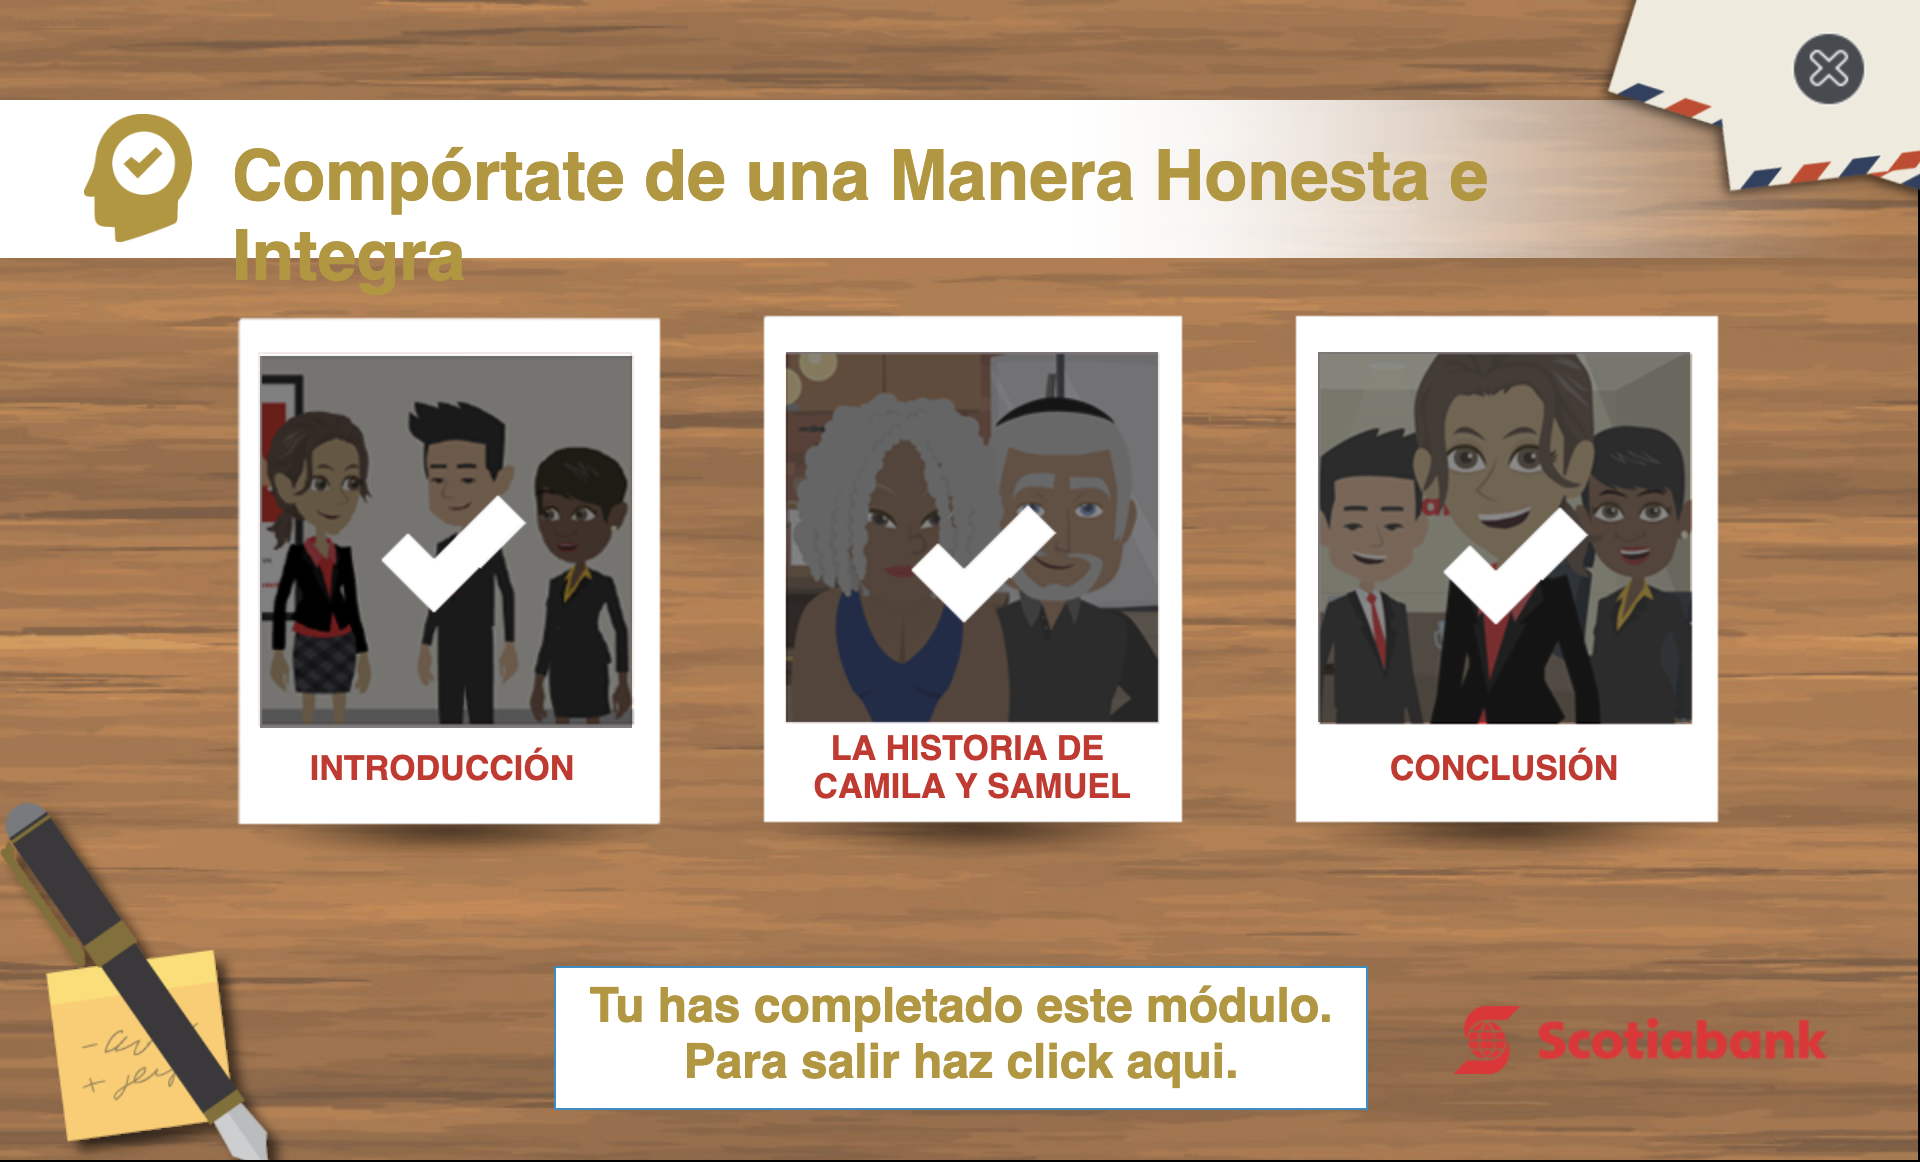 Compórtate de una Manera Honesta e
Integra
INTRODUCCIÓN
LA HISTORIA DE
CAMILA Y SAMUEL
CONCLUSIÓN
Tu has completado este módulo.
Para salir haz click aqui.
Scotiabank